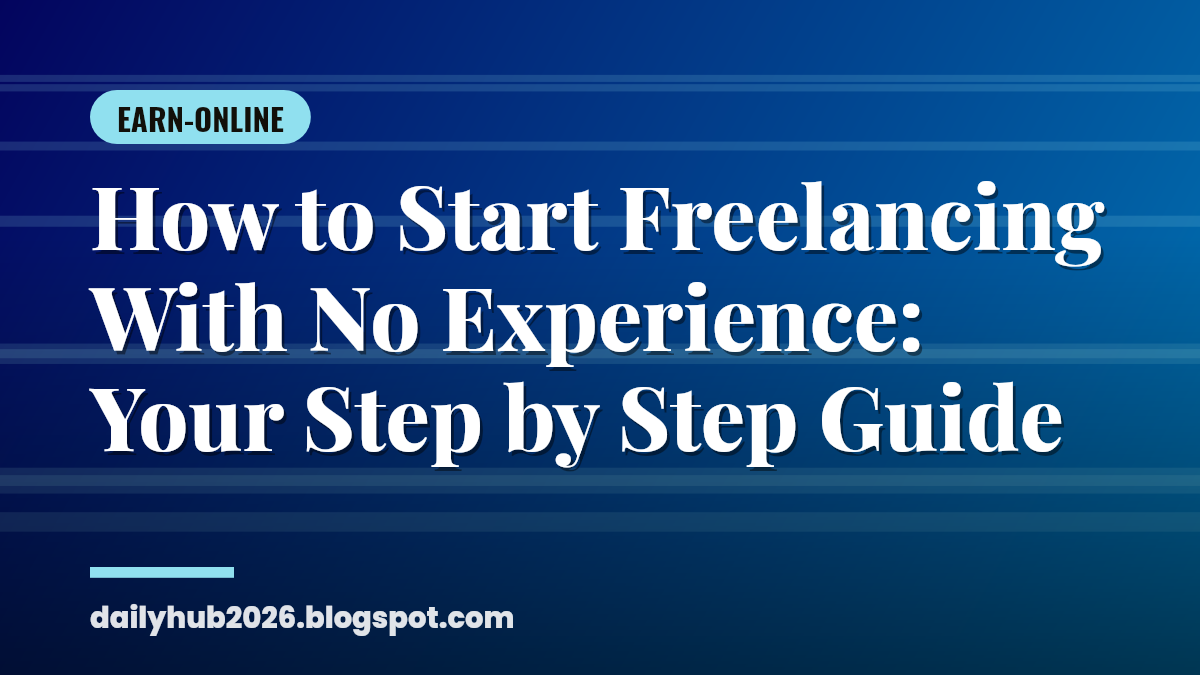 EARN-ONLINE
How to Start Freelancing
With No Experience:
Your Step by Step Guide
dailyhub2026.blogspot.com